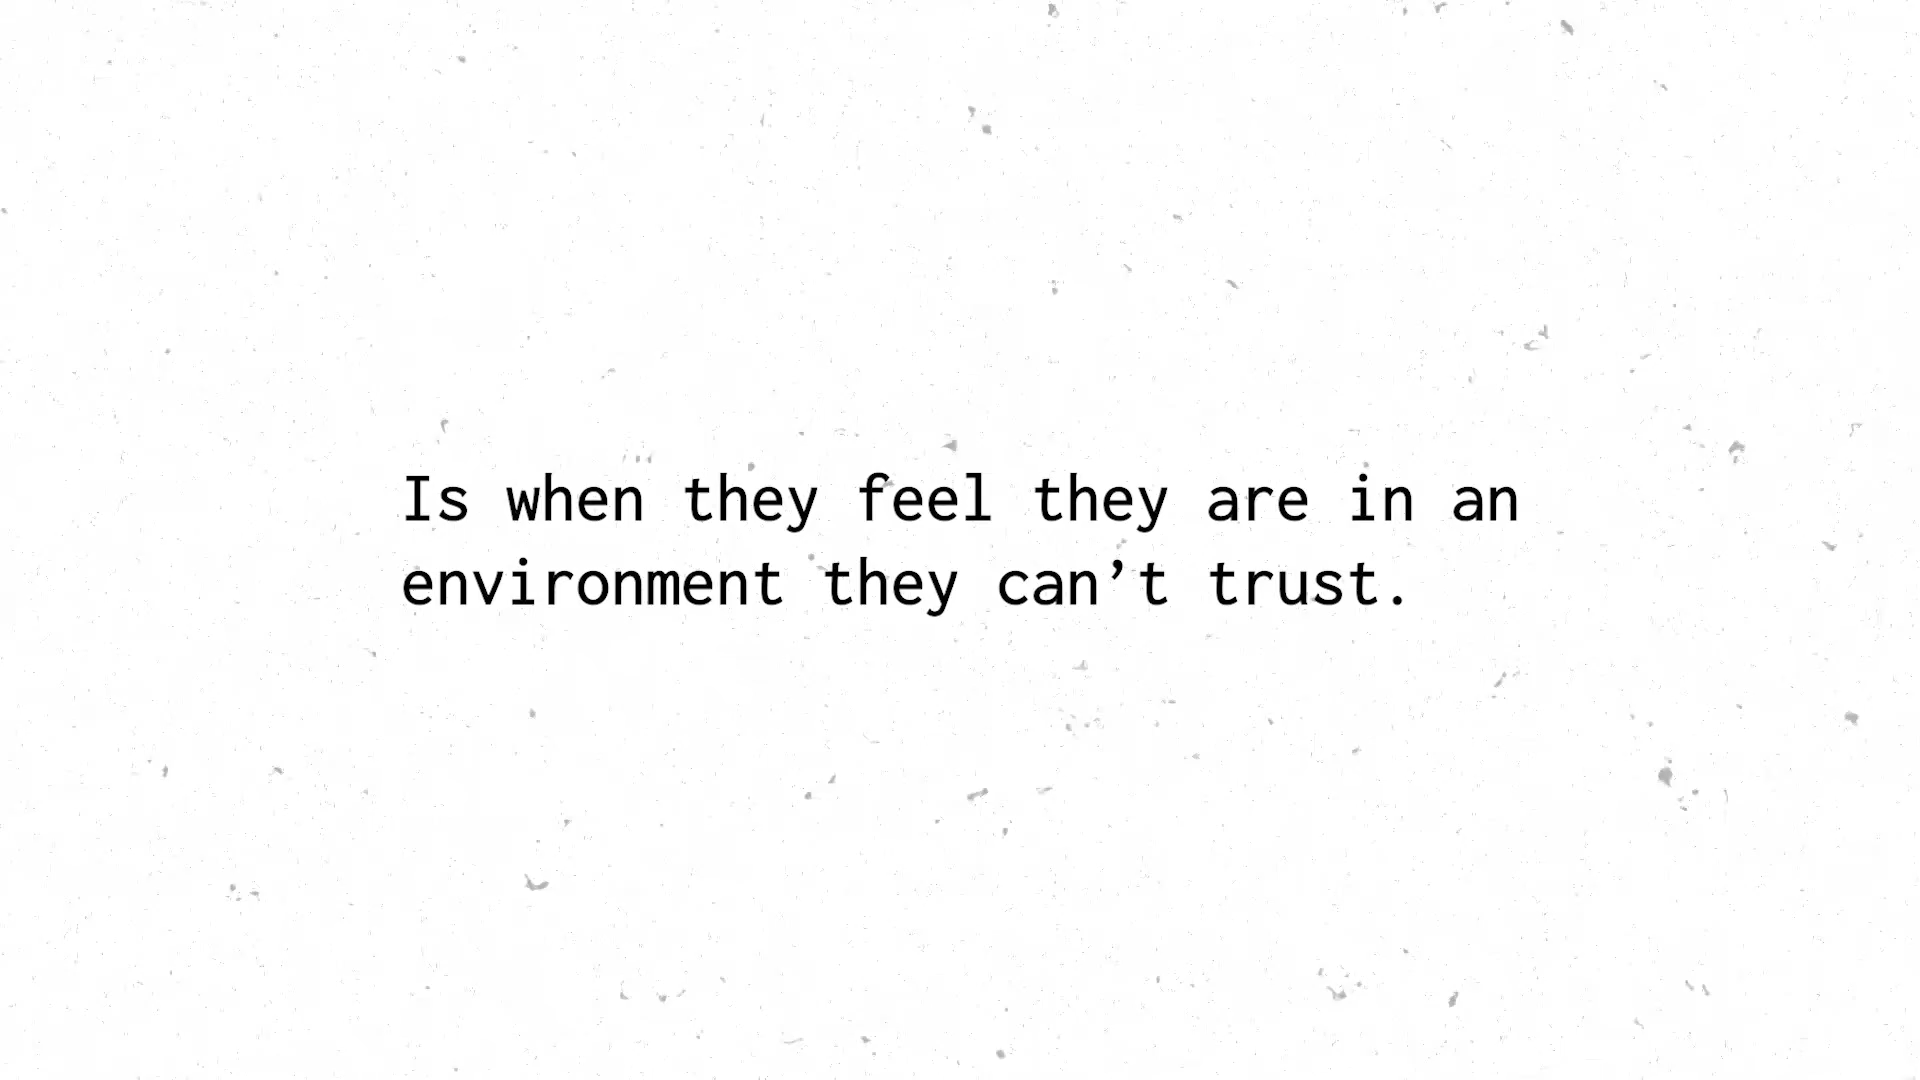 Is when they feel they are in an
environment they can’t trust.